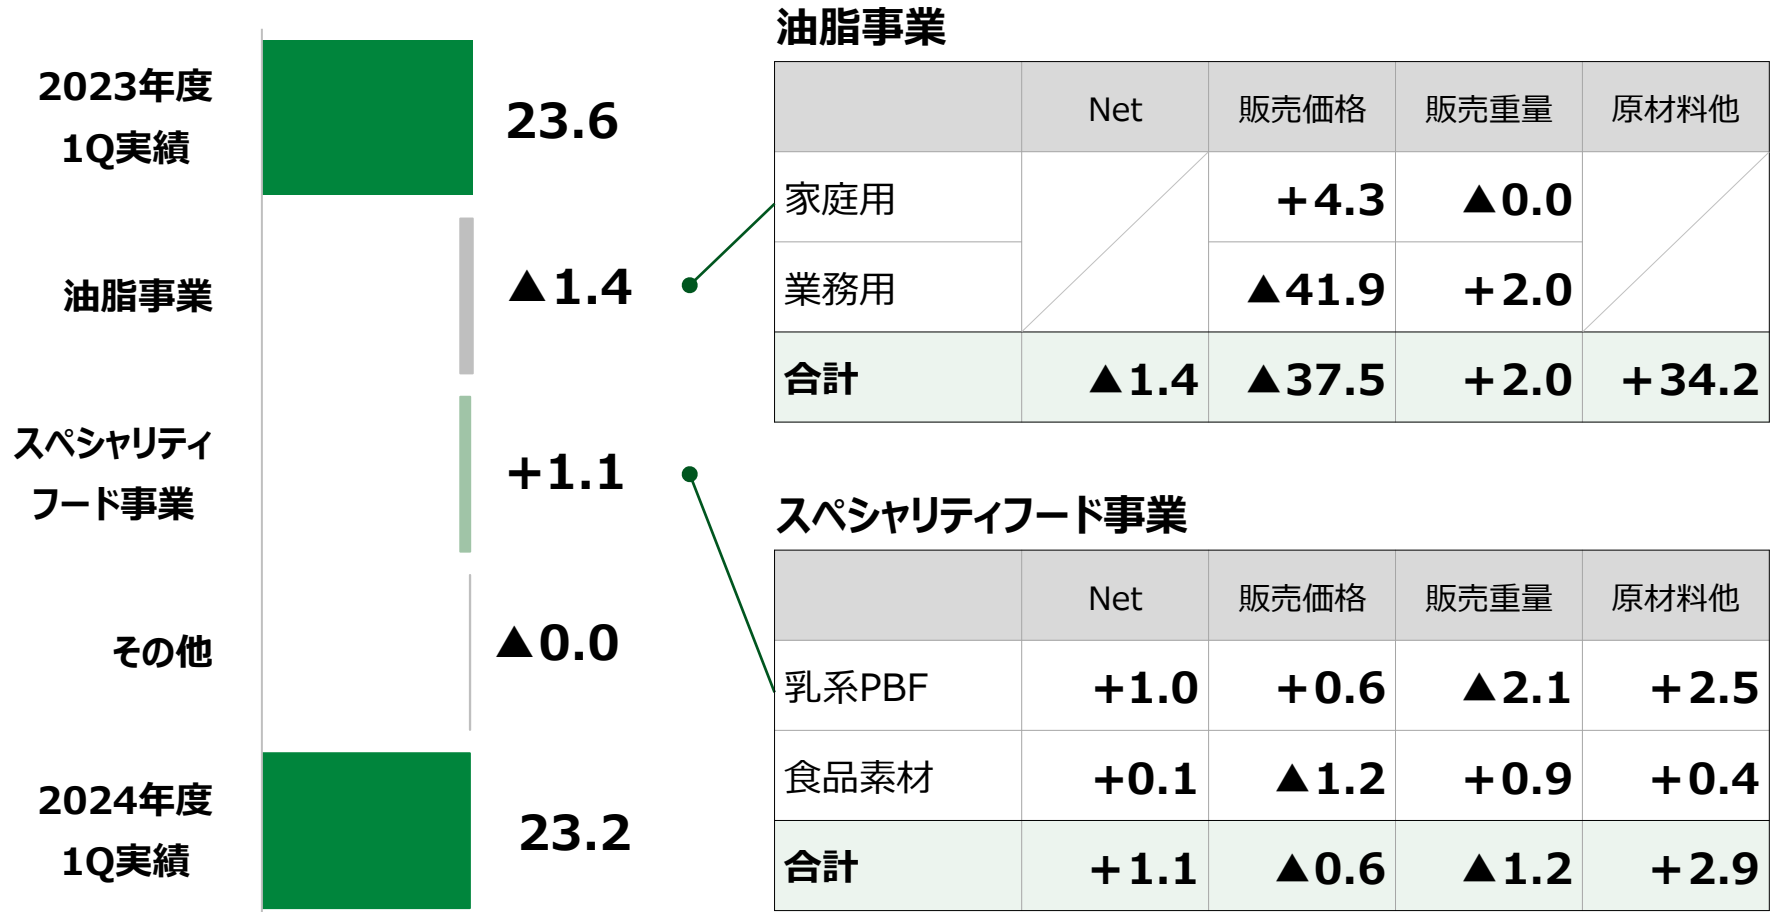 2023年度
1Q実績
23.6
油脂事業
▲1.4
スペシャリティ
フード事業
+1.1
その他
▲0.0
2024年度
1Q実績
23.2
油脂事業
Net 販売価格 販売重量 原材料他
家庭用 +4.3 ▲0.0
業務用 ▲41.9 +2.0
合計 ▲1.4 ▲37.5 +2.0 +34.2
スペシャリティフード事業
Net 販売価格 販売重量 原材料他
乳系PBF +1.0 +0.6 ▲2.1 +2.5
食品素材 +0.1 ▲1.2 +0.9 +0.4
合計 +1.1 ▲0.6 ▲1.2 +2.9